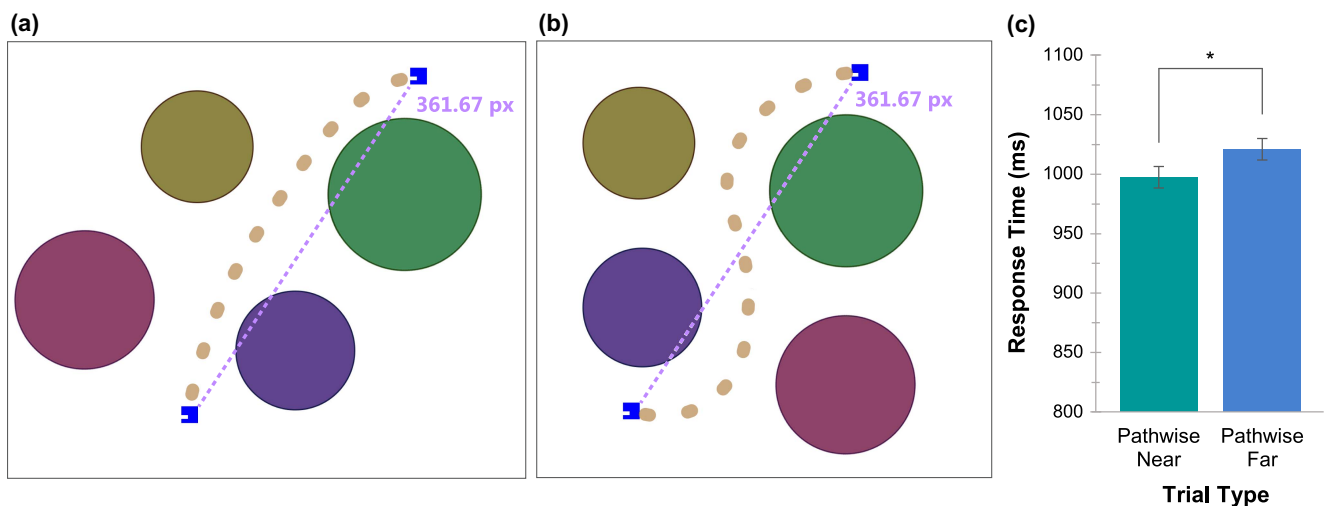 (a)
361.67 px
(b)
361.67 px
(c)
1100
1050
1000
950
900
850
800
Response Time (ms)
*
Pathwise
Near
Pathwise
Far
Trial Type